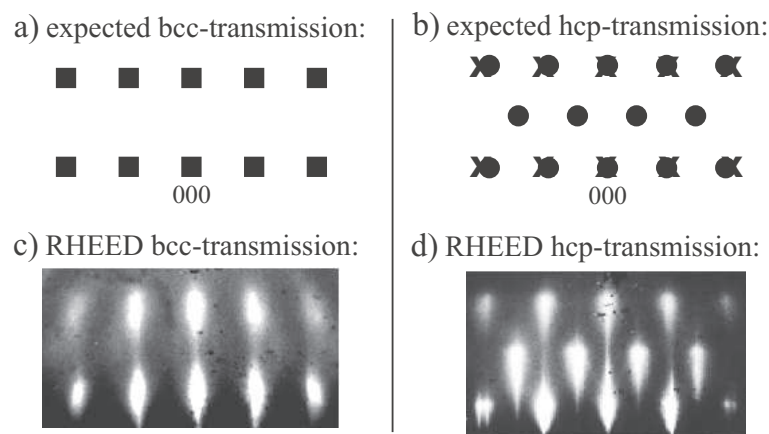 a) expected bcc-transmission:
000
b) expected hcp-transmission:
000
c) RHEED bcc-transmission:
d) RHEED hcp-transmission: